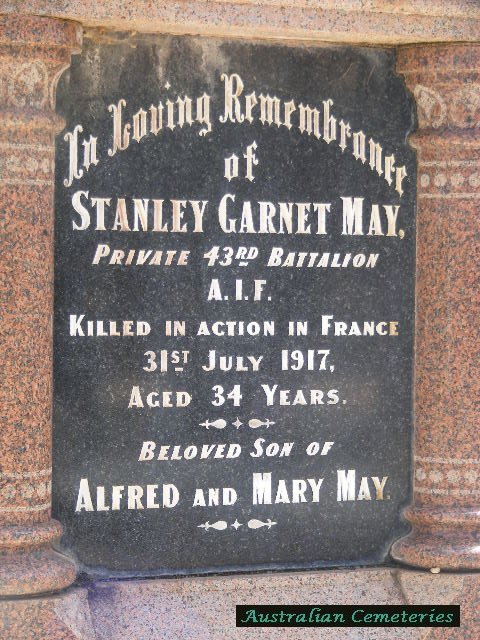 In Loving Remembrance
of
STANLEY GARNET MAY,
PRIVATE 43RD BATTALION
A.I.F.
KILLED IN ACTION IN FRANCE
31ST JULY 1917,
AGED 34 YEARS.
BELOVED SON OF
ALFRED AND MARY MAY.
Australian Cemeteries